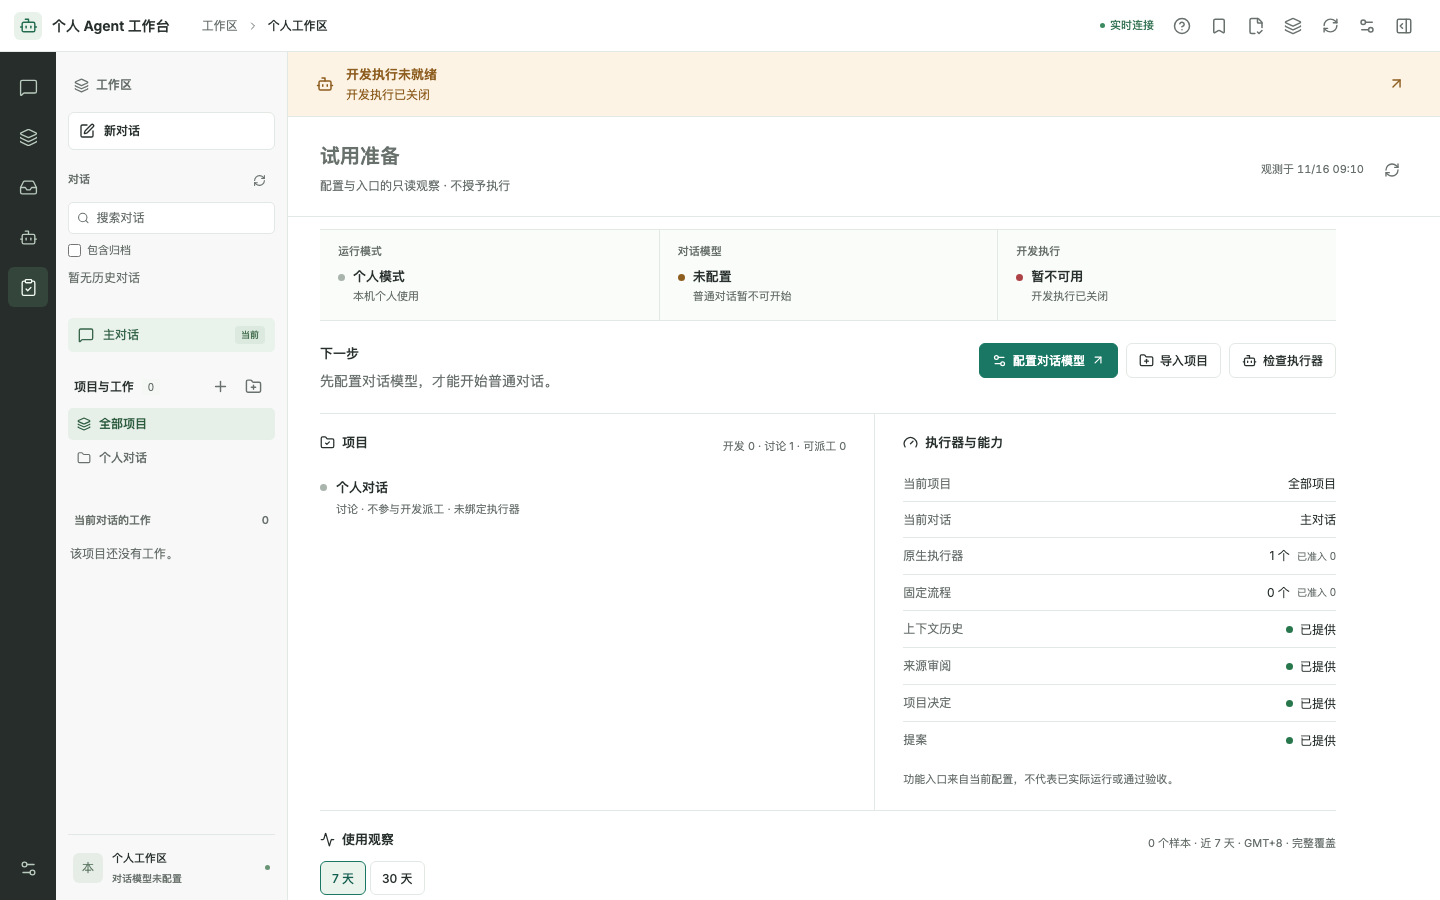 个人 Agent 工作台
工作区 > 个人工作区
实时连接
工作区
新对话
对话
搜索对话
包含归档
暂无历史对话
主对话 当前
项目与工作 0
全部项目
个人对话
当前对话的工作 0
该项目还没有工作。
本
个人工作区
对话模型未配置
开发执行未就绪
开发执行已关闭
试用准备
配置与入口的只读观察 · 不授予执行
观测于 11/16 09:10
运行模式
个人模式
本机个人使用
对话模型
未配置
普通对话暂不可开始
开发执行
暂不可用
开发执行已关闭
下一步
先配置对话模型，才能开始普通对话。
配置对话模型
导入项目
检查执行器
项目
开发 0 · 讨论 1 · 可派工 0
个人对话
讨论 · 不参与开发派工 · 未绑定执行器
执行器与能力
当前项目 全部项目
当前对话 主对话
原生执行器 1 个 已准入 0
固定流程 0 个 已准入 0
上下文历史 已提供
来源审阅 已提供
项目决定 已提供
提案 已提供
功能入口来自当前配置，不代表已实际运行或通过验收。
使用观察
0 个样本 · 近 7 天 · GMT+8 · 完整覆盖
7 天
30 天